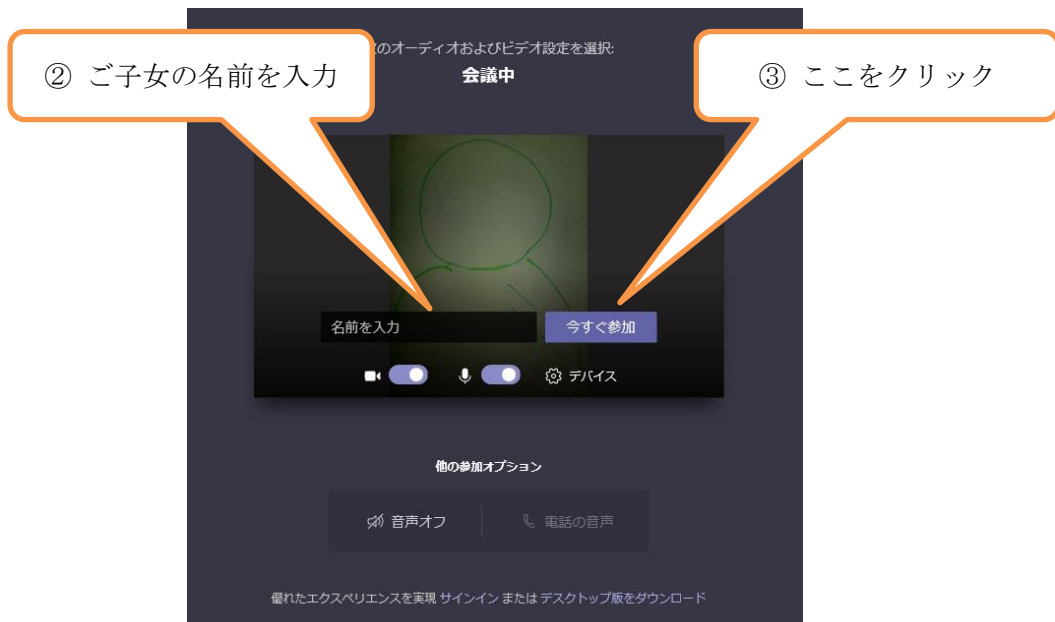 のオーディオおよびビデオ設定を選択:
会議中
② ご子女の名前を入力
③ ここをクリック
名前を入力
今すぐ参加
デバイス
他の参加オプション
音声オフ
電話の音声
優れたエクスペリエンスを実現 サインイン または デスクトップ版をダウンロード